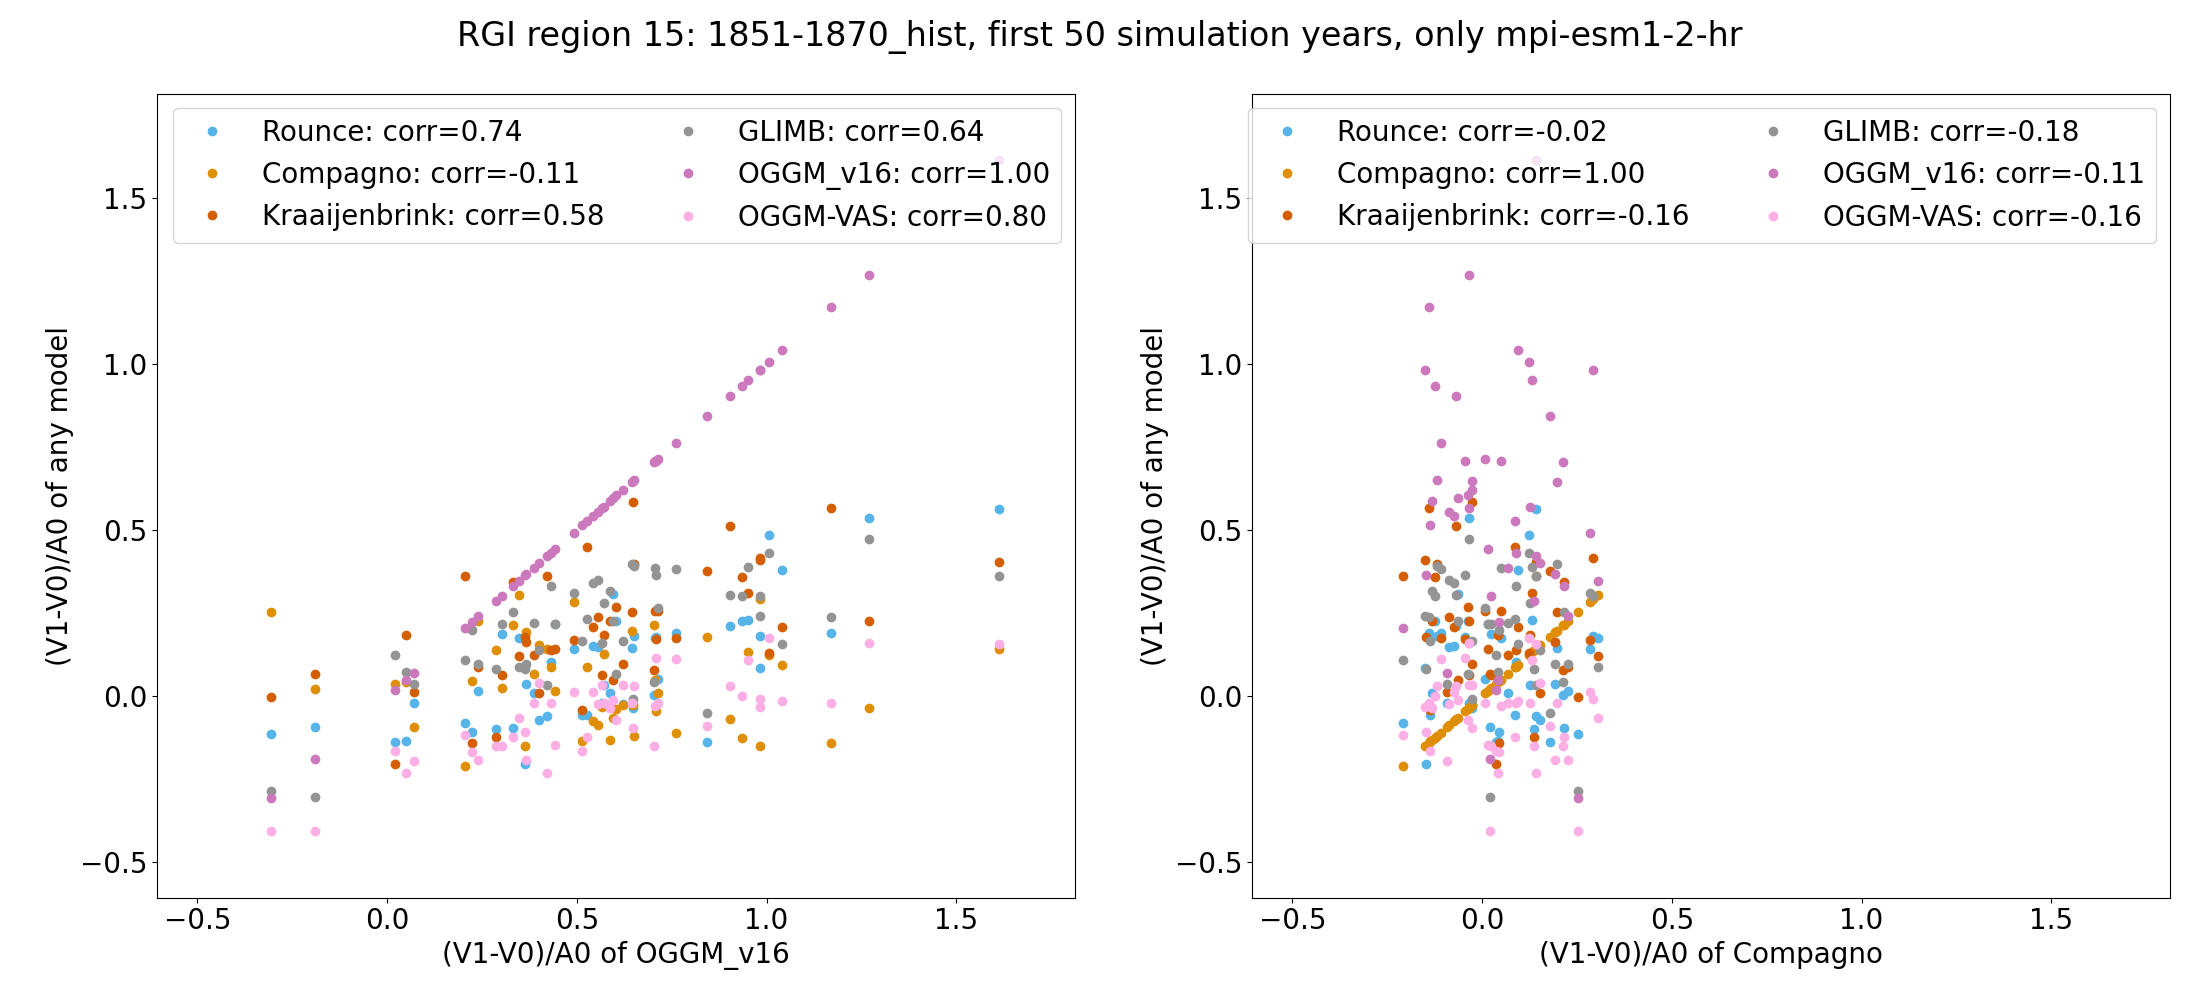 RGI region 15: 1851-1870_hist, first 50 simulation years, only mpi-esm1-2-hr
Rounce: corr=0.74
Compagno: corr=-0.11
Kraaijenbrink: corr=0.58
GLIMB: corr=0.64
OGGM_v16: corr=1.00
OGGM-VAS: corr=0.80
(V1-V0)/A0 of any model
1.5
1.0
0.5
0.0
−0.5
−0.5
0.0
0.5
1.0
1.5
(V1-V0)/A0 of OGGM_v16
Rounce: corr=-0.02
Compagno: corr=1.00
Kraaijenbrink: corr=-0.16
GLIMB: corr=-0.18
OGGM_v16: corr=-0.11
OGGM-VAS: corr=-0.16
(V1-V0)/A0 of any model
1.5
1.0
0.5
0.0
−0.5
−0.5
0.0
0.5
1.0
1.5
(V1-V0)/A0 of Compagno